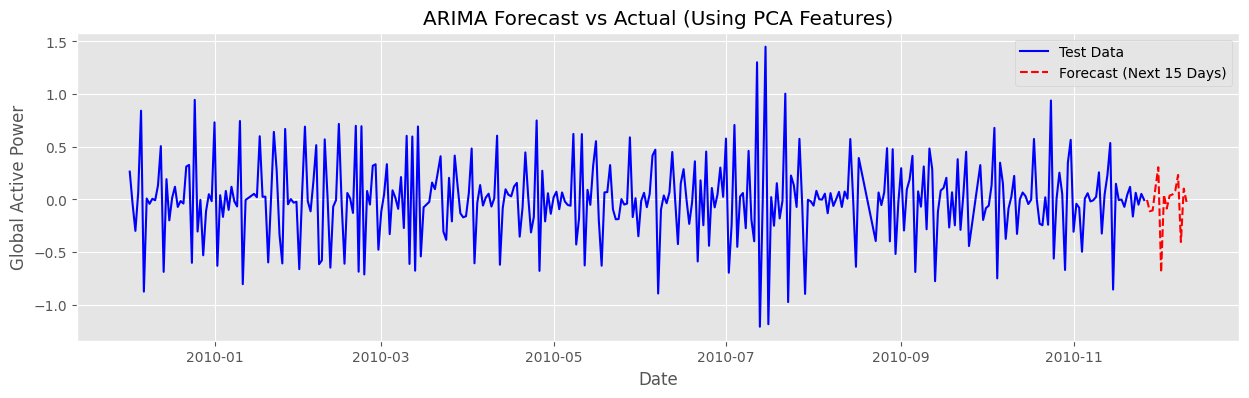 ARIMA Forecast vs Actual (Using PCA Features)
Test Data
Forecast (Next 15 Days)
Global Active Power
1.5
1.0
0.5
0.0
−0.5
−1.0
2010-01
2010-03
2010-05
2010-07
2010-09
2010-11
Date